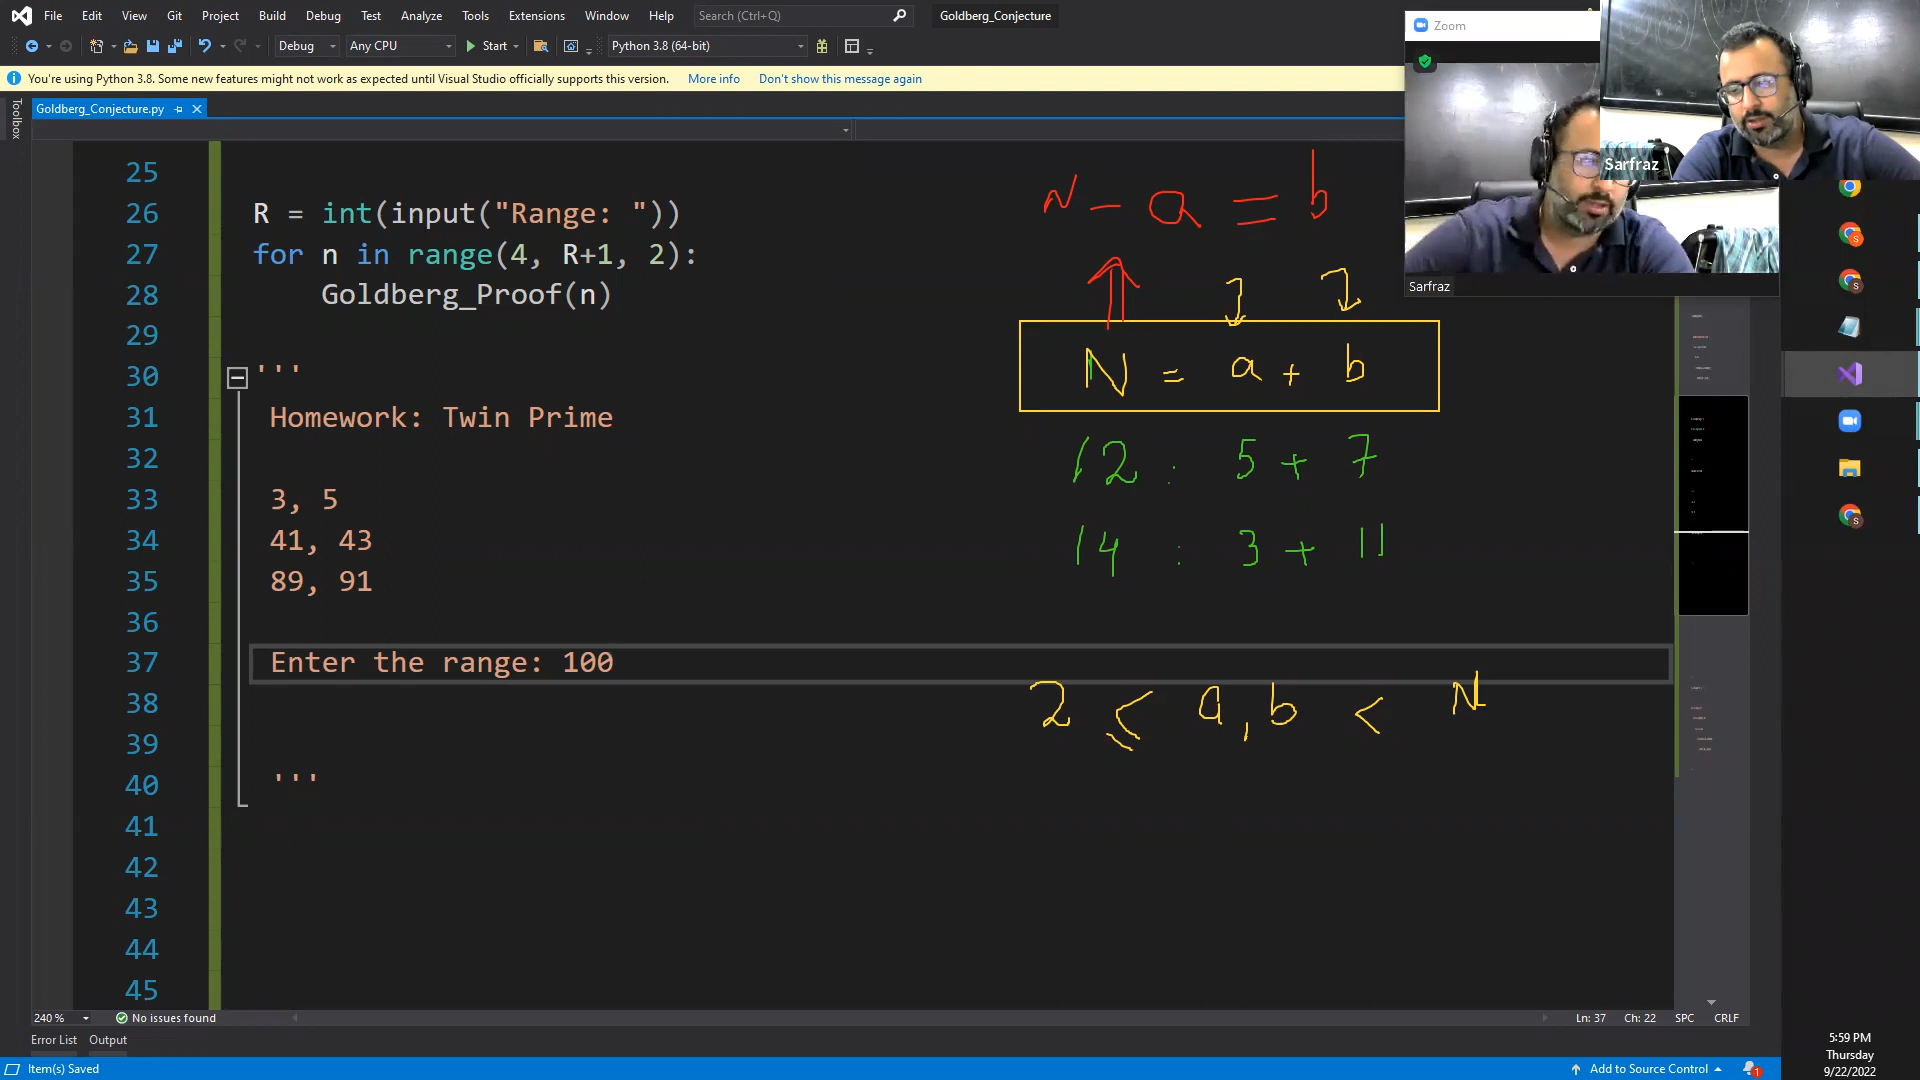 File Edit View Git Project Build Debug Test Analyze Tools Extensions Window Help Search (Ctrl+Q) Goldberg_Conjecture
Debug Any CPU Start Python 3.8 (64-bit)
You're using Python 3.8. Some new features might not work as expected until Visual Studio officially supports this version. More info Don't show this message again
Zoom
Sarfraz
Sarfraz
Toolbox
Goldberg_Conjecture.py
25
26 R = int(input("Range: "))
27 for n in range(4, R+1, 2):
28 Goldberg_Proof(n)
29
30 '''
31 Homework: Twin Prime
32
33 3, 5
34 41, 43
35 89, 91
36
37 Enter the range: 100
38
39
40 '''
41
42
43
44
45
N - a = b
N = a + b
12 : 5 + 7
14 : 3 + 11
2 ≤ a, b < N
240 % No issues found Ln: 37 Ch: 22 SPC CRLF
Error List Output
Item(s) Saved Add to Source Control 1
5:59 PM
Thursday
9/22/2022